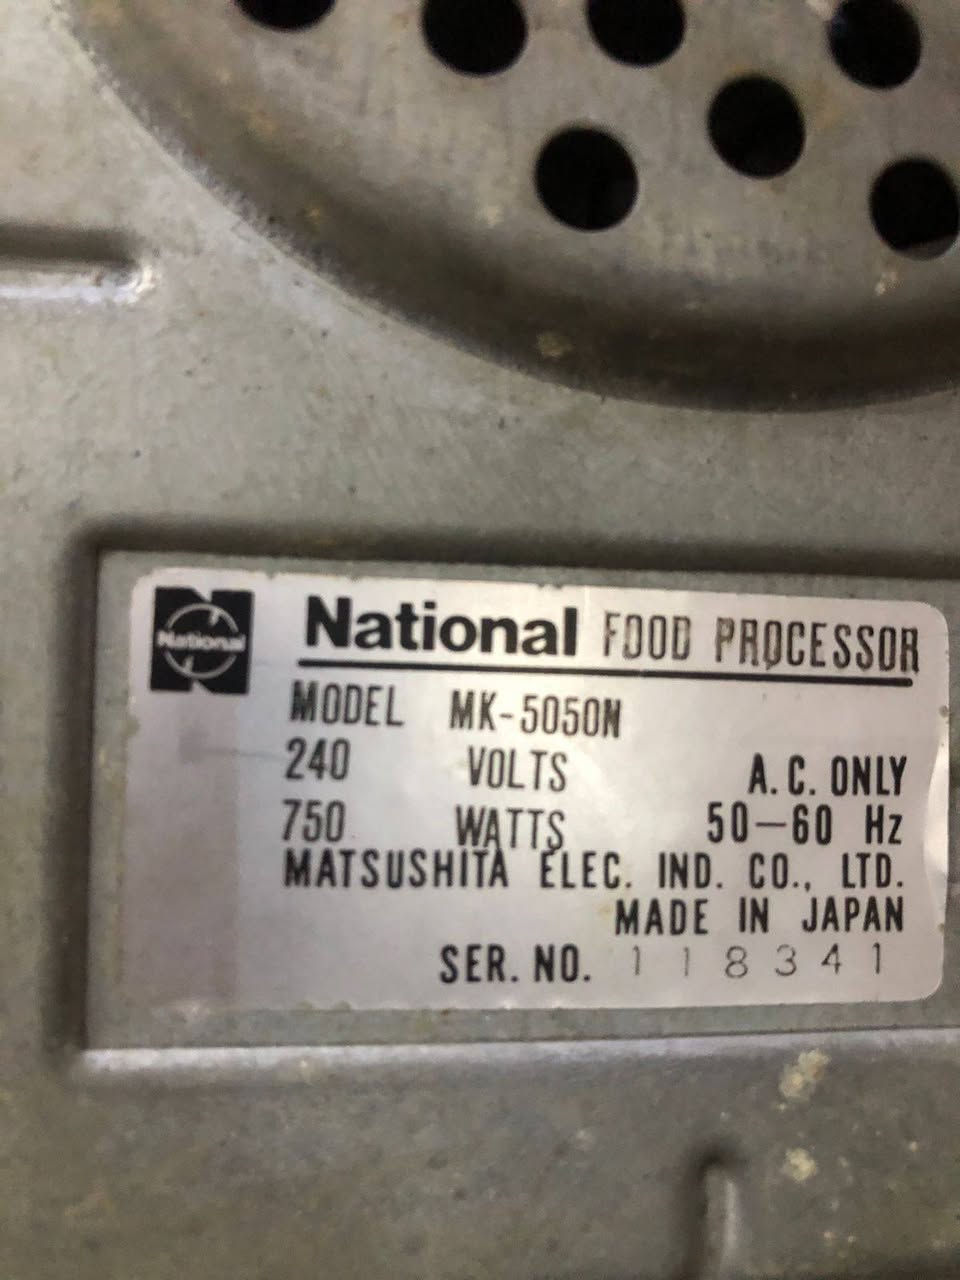 National
National FOOD PROCESSOR
MODEL MK-5050N
240 VOLTS A.C. ONLY
750 WATTS 50-60 Hz
MATSUSHITA ELEC. IND. CO., LTD.
MADE IN JAPAN
SER. NO. 118341